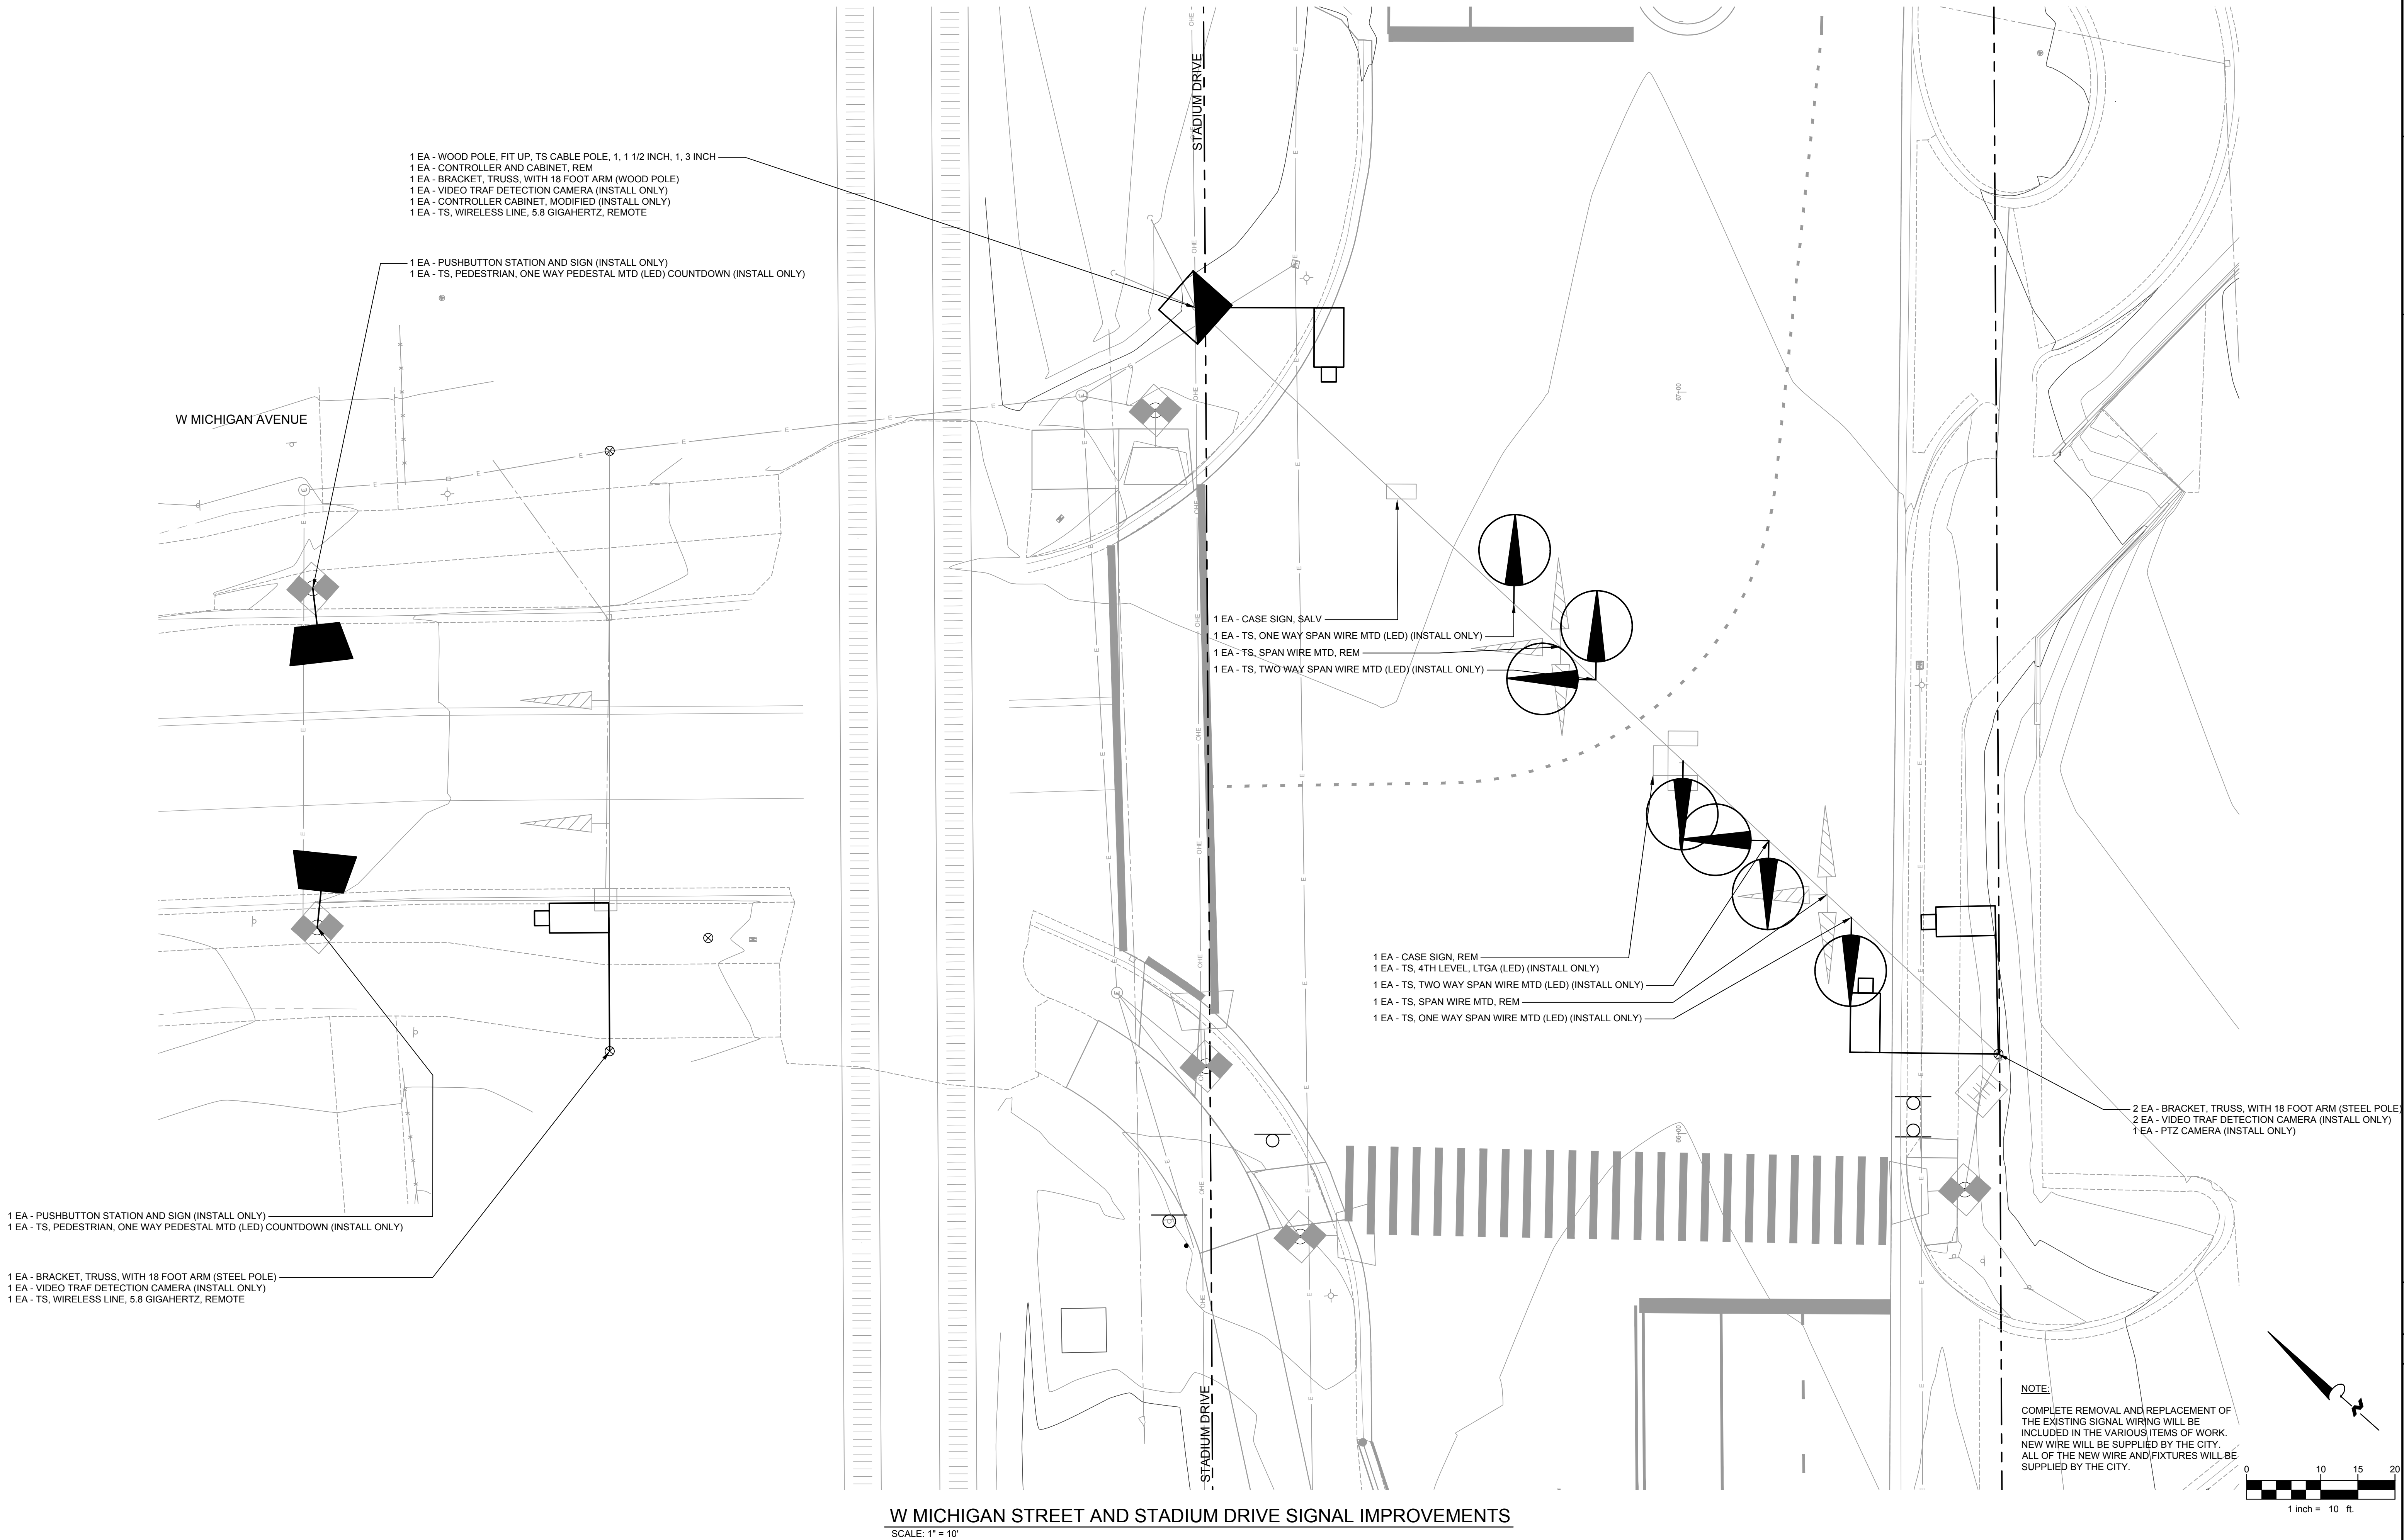 STADIUM DRIVE
1 EA - WOOD POLE, FIT UP, TS CABLE POLE, 1, 1 1/2 INCH, 1, 3 INCH
1 EA - CONTROLLER AND CABINET, REM
1 EA - BRACKET, TRUSS, WITH 18 FOOT ARM (WOOD POLE)
1 EA - VIDEO TRAF DETECTION CAMERA (INSTALL ONLY)
1 EA - CONTROLLER CABINET, MODIFIED (INSTALL ONLY)
1 EA - TS, WIRELESS LINE, 5.8 GIGAHERTZ, REMOTE
1 EA - PUSHBUTTON STATION AND SIGN (INSTALL ONLY)
1 EA - TS, PEDESTRIAN, ONE WAY PEDESTAL MTD (LED) COUNTDOWN (INSTALL ONLY)
W MICHIGAN AVENUE
67+00
1 EA - CASE SIGN, SALV
1 EA - TS, ONE WAY SPAN WIRE MTD (LED) (INSTALL ONLY)
1 EA - TS, SPAN WIRE MTD, REM
1 EA - TS, TWO WAY SPAN WIRE MTD (LED) (INSTALL ONLY)
1 EA - CASE SIGN, REM
1 EA - TS, 4TH LEVEL, LTGA (LED) (INSTALL ONLY)
1 EA - TS, TWO WAY SPAN WIRE MTD (LED) (INSTALL ONLY)
1 EA - TS, SPAN WIRE MTD, REM
1 EA - TS, ONE WAY SPAN WIRE MTD (LED) (INSTALL ONLY)
66+00
2 EA - BRACKET, TRUSS, WITH 18 FOOT ARM (STEEL POLE)
2 EA - VIDEO TRAF DETECTION CAMERA (INSTALL ONLY)
1 EA - PTZ CAMERA (INSTALL ONLY)
1 EA - PUSHBUTTON STATION AND SIGN (INSTALL ONLY)
1 EA - TS, PEDESTRIAN, ONE WAY PEDESTAL MTD (LED) COUNTDOWN (INSTALL ONLY)
1 EA - BRACKET, TRUSS, WITH 18 FOOT ARM (STEEL POLE)
1 EA - VIDEO TRAF DETECTION CAMERA (INSTALL ONLY)
1 EA - TS, WIRELESS LINE, 5.8 GIGAHERTZ, REMOTE
STADIUM DRIVE
NOTE:
COMPLETE REMOVAL AND REPLACEMENT OF
THE EXISTING SIGNAL WIRING WILL BE
INCLUDED IN THE VARIOUS ITEMS OF WORK.
NEW WIRE WILL BE SUPPLIED BY THE CITY.
ALL OF THE NEW WIRE AND FIXTURES WILL BE
SUPPLIED BY THE CITY.
N
0 10 15 20
1 inch = 10 ft.
W MICHIGAN STREET AND STADIUM DRIVE SIGNAL IMPROVEMENTS
SCALE: 1" = 10'